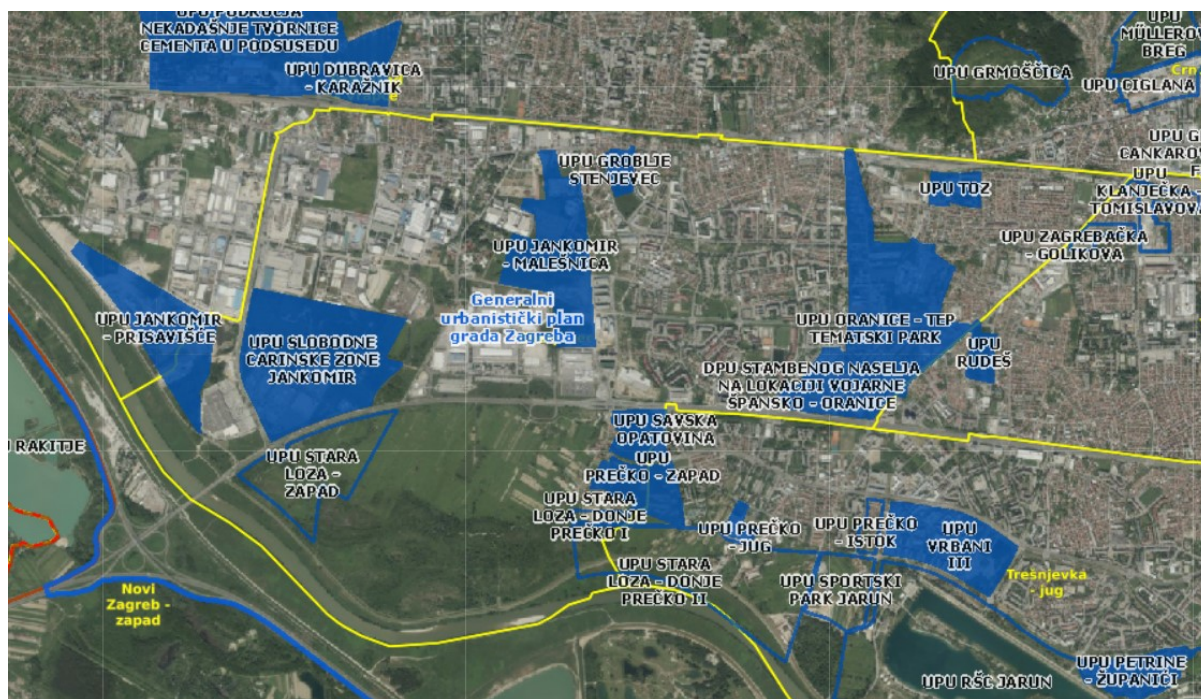 UPU PODRUČJA
NEKADAŠNJE TVORNICE
CEMENTA U PODSUSEDU
UPU DUBRAVICA
- KARAŽNIK
UPU
MÜLLEROV
BREG
UPU GRMOŠČICA
Crn
UPU CIGLANA
UPU GROBLJE
STENJEVEC
UPU TOZ
UPU G
CANKAROV
F
UPU
KLANJEČKA -
TOMISLAVOVA
UPU ZAGREBAČKA
- GOLIKOVA
UPU JANKOMIR
- MALEŠNICA
Generalni
urbanistički plan
grada Zagreba
UPU JANKOMIR
- PRISAVIŠĆE
UPU SLOBODNE
CARINSKE ZONE
JANKOMIR
UPU ORANICE - TEP
TEMATSKI PARK
UPU
RUDEŠ
DPU STAMBENOG NASELJA
NA LOKACIJI VOJARNE
ŠPANSKO - ORANICE
UPU SAVSKA
OPATOVINA
UPU
PREČKO - ZAPAD
U RAKITJE
UPU STARA
LOZA -
ZAPAD
UPU STARA
LOZA - DONJE
PREČKO I
UPU PREČKO
- JUG
UPU PREČKO
- ISTOK
UPU
VRBANI
III
UPU STARA
LOZA - DONJE
PREČKO II
UPU SPORTSKI
PARK JARUN
Trešnjevka
- jug
Novi
Zagreb -
zapad
UPU RŠC JARUN
UPU PETRINE
- ŽUPANIĆI